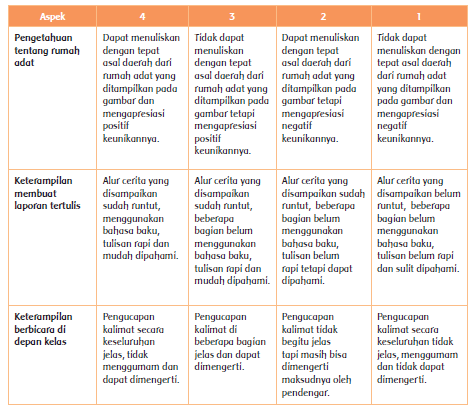 Aspek 4 3 2 1
Pengetahuan
tentang rumah
adat
Dapat menuliskan
dengan tepat
asal daerah dari
rumah adat yang
ditampilkan pada
gambar dan
mengapresiasi
positif
keunikannya.
Tidak dapat
menuliskan
dengan tepat
asal daerah dari
rumah adat yang
ditampilkan pada
gambar tetapi
mengapresiasi
positif
keunikannya.
Dapat menuliskan
dengan tepat
asal daerah dari
rumah adat yang
ditampilkan pada
gambar tetapi
mengapresiasi
negatif
keunikannya.
Tidak dapat
menuliskan dengan
tepat asal daerah
dari rumah adat
yang ditampilkan
pada gambar dan
mengapresiasi
negatif
keunikannya.
Keterampilan
membuat
laporan tertulis
Alur cerita yang
disampaikan
sudah runtut,
menggunakan
bahasa baku,
tulisan rapi dan
mudah dipahami.
Alur cerita yang
disampaikan
sudah runtut,
beberapa
bagian belum
menggunakan
bahasa baku,
tulisan rapi dan
mudah dipahami.
Alur cerita yang
disampaikan sudah
runtut, beberapa
bagian belum
menggunakan
bahasa baku,
tulisan belum
rapi tetapi dapat
dipahami.
Alur cerita yang
disampaikan belum
runtut, beberapa
bagian belum
menggunakan
bahasa baku,
tulisan belum rapi
dan sulit dipahami.
Keterampilan
berbicara di
depan kelas
Pengucapan
kalimat secara
keseluruhan
jelas, tidak
menggumam dan
dapat dimengerti.
Pengucapan
kalimat di
beberapa bagian
jelas dan dapat
dimengerti.
Pengucapan
kalimat tidak
begitu jelas
tapi masih bisa
dimengerti
maksudnya oleh
pendengar.
Pengucapan
kalimat secara
keseluruhan tidak
jelas, menggumam
dan tidak dapat
dimengerti.